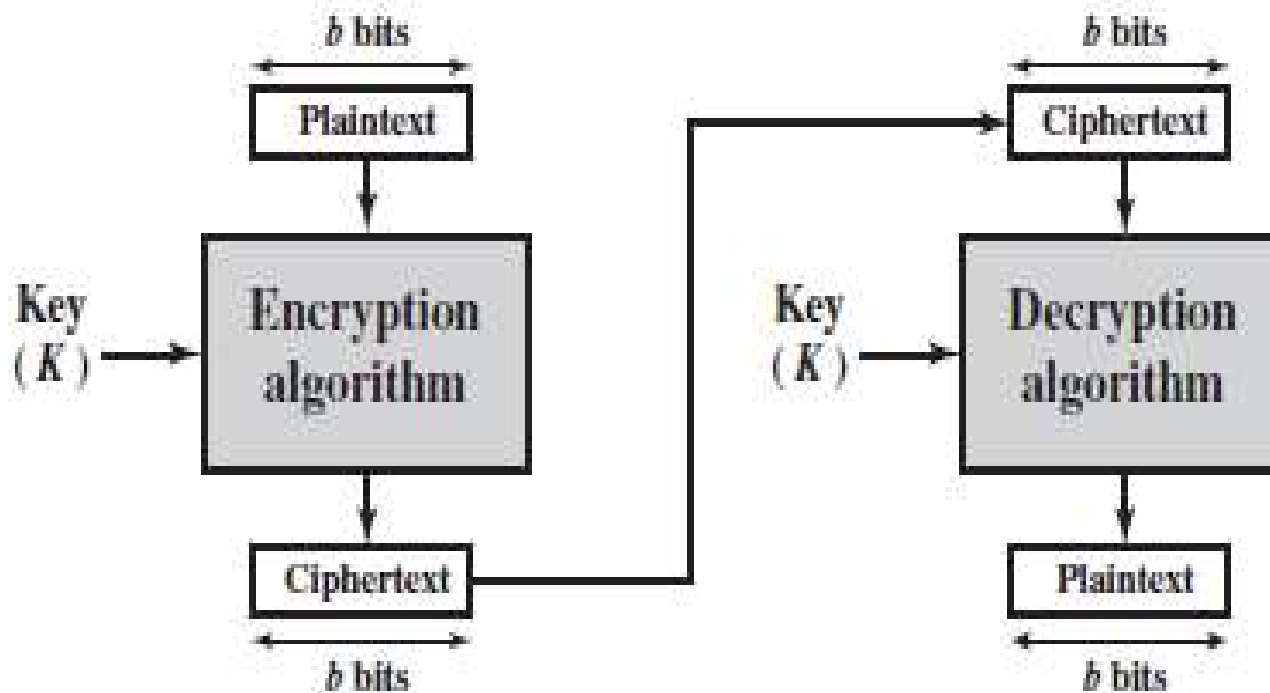 b bits
Plaintext
Key
(K)
Encryption
algorithm
Ciphertext
b bits
b bits
Ciphertext
Key
(K)
Decryption
algorithm
Plaintext
b bits